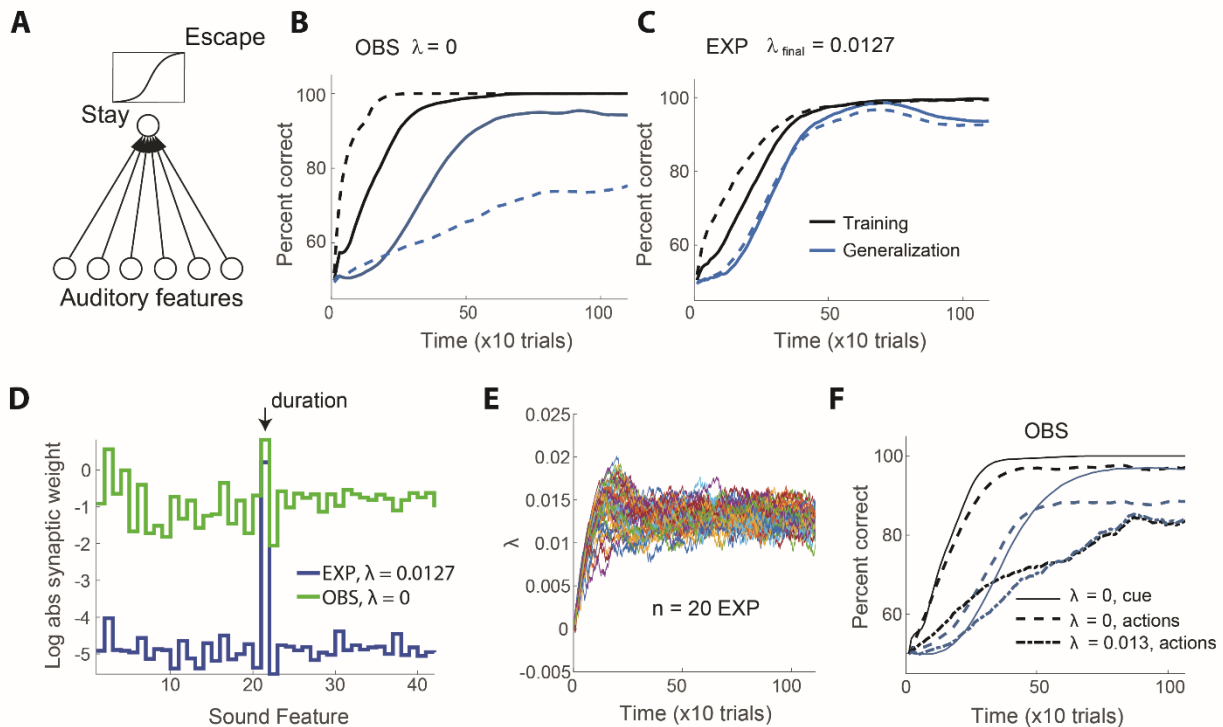 A
Escape
Stay
Auditory features
B
OBS λ = 0
Percent correct
100
80
60
0
50
100
Time (x10 trials)
C
EXP λ final = 0.0127
Percent correct
100
80
60
Training
Generalization
0
50
100
Time (x10 trials)
D
duration
Log abs synaptic weight
0
-1
-2
-3
-4
-5
EXP, λ = 0.0127
OBS, λ = 0
10
20
30
40
Sound Feature
E
λ
0.025
0.02
0.015
0.01
0.005
0
-0.005
n = 20 EXP
0
50
100
Time (x10 trials)
F
OBS
Percent correct
100
80
60
λ = 0, cue
λ = 0, actions
λ = 0.013, actions
0
50
100
Time (x10 trials)